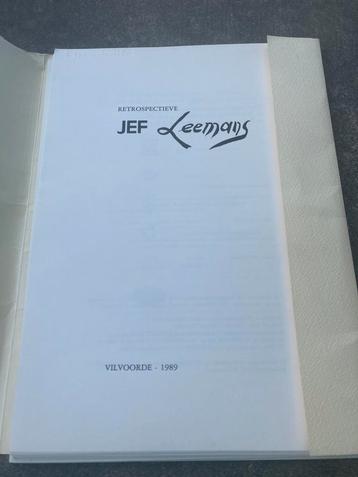 RETROSPECTIEVE
JEF Leemans
VILVOORDE - 1989